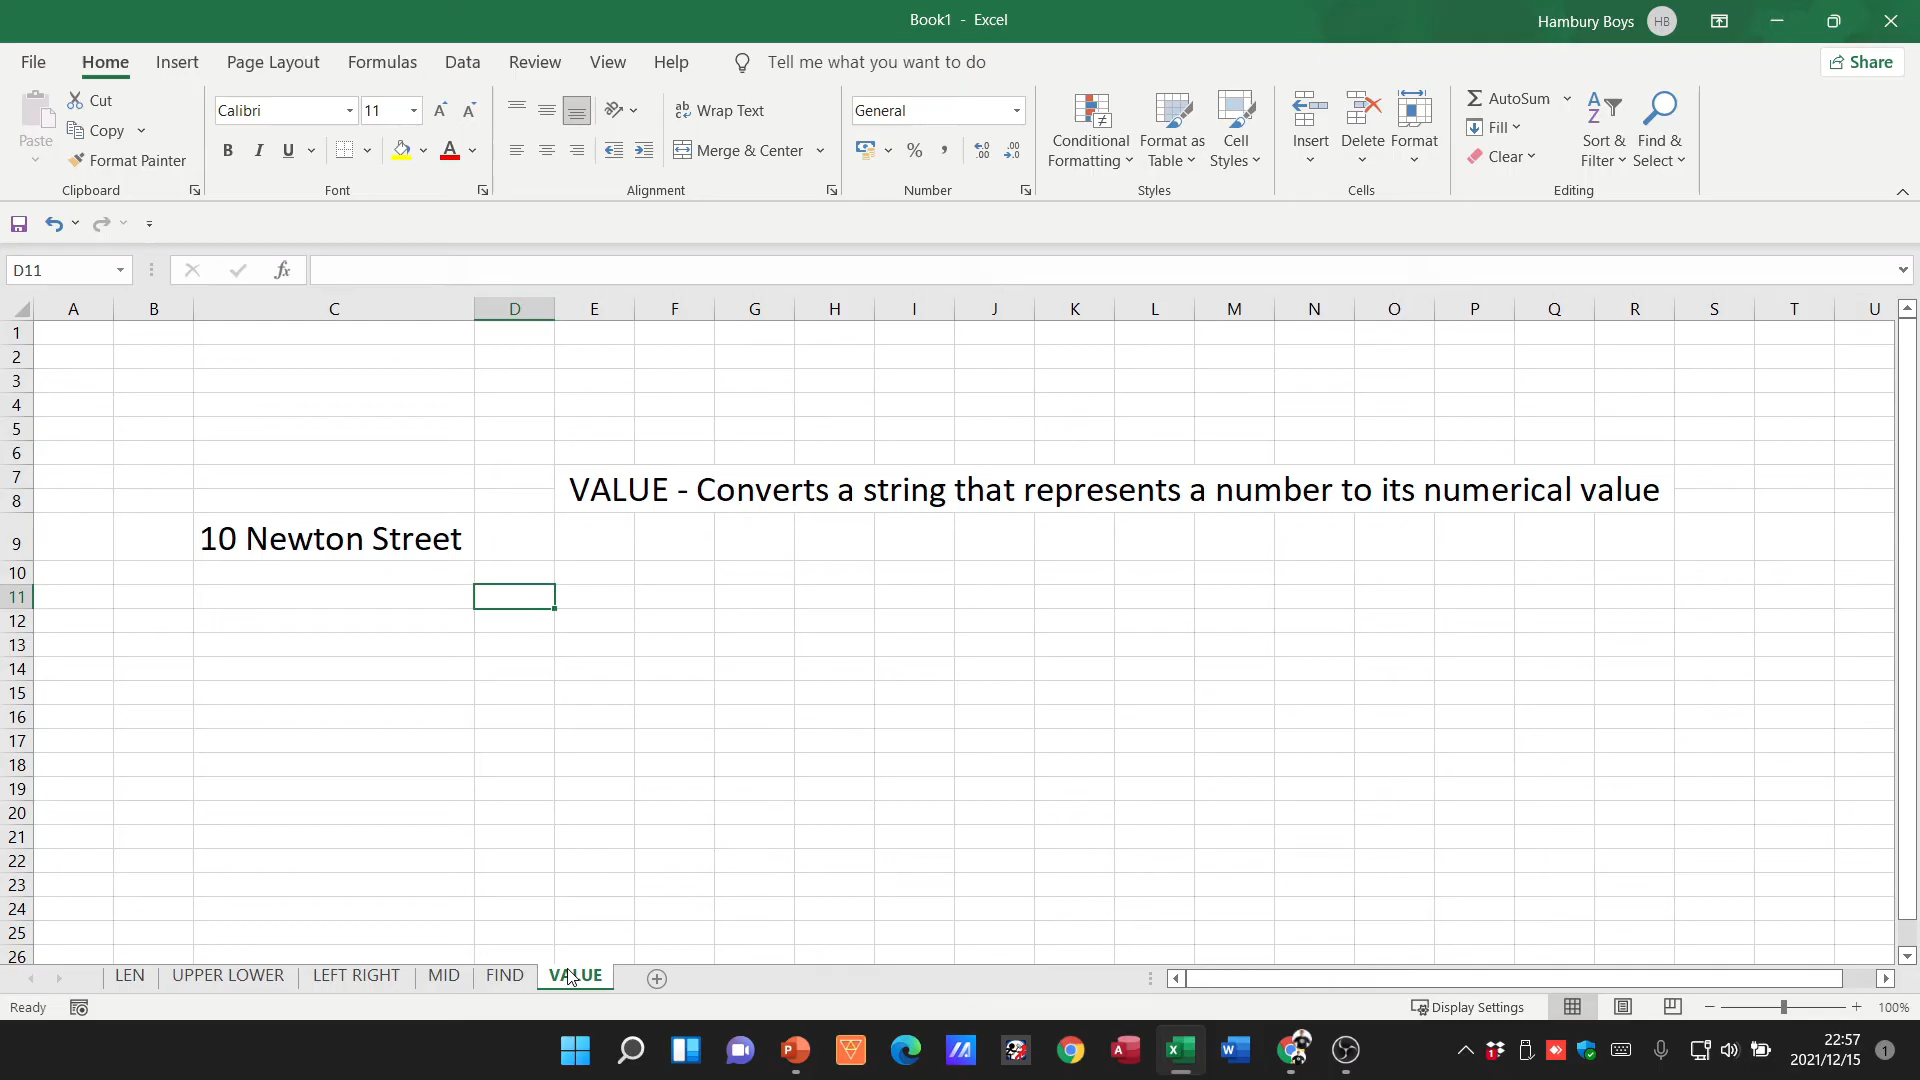 Book1 - Excel
Hambury Boys HB
File Home Insert Page Layout Formulas Data Review View Help Tell me what you want to do Share
Paste
Cut
Copy
Format Painter
Clipboard
Calibri 11
B I U
Font
Wrap Text
Merge & Center
Alignment
General
Number
Conditional Formatting
Format as Table
Cell Styles
Styles
Insert Delete Format
Cells
AutoSum
Fill
Clear
Sort & Filter
Find & Select
Editing
D11
fx
A B C D E F G H I J K L M N O P Q R S T U
1
2
3
4
5
6
7
8
VALUE - Converts a string that represents a number to its numerical value
9 10 Newton Street
10
11
12
13
14
15
16
17
18
19
20
21
22
23
24
25
26
LEN UPPER LOWER LEFT RIGHT MID FIND VALUE
Ready Display Settings 100%
22:57
2021/12/15 1